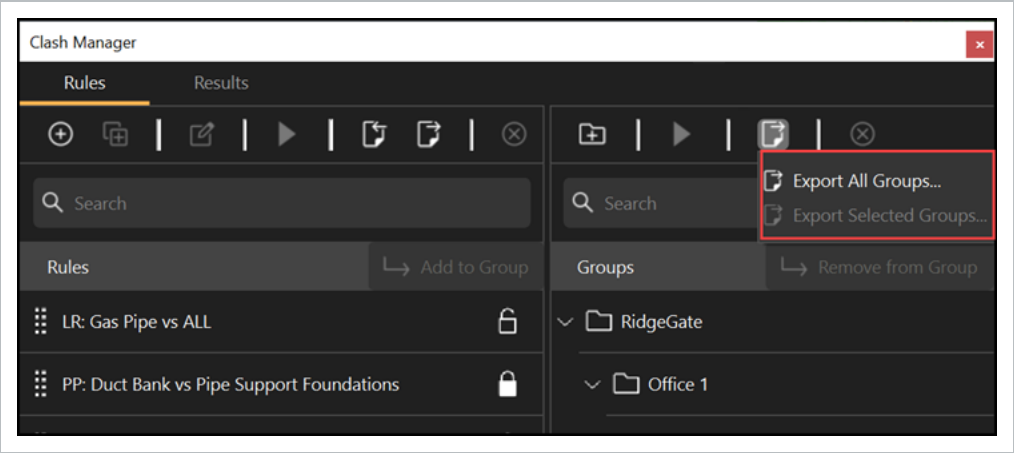 Clash Manager
Rules
Results
Export All Groups...
Export Selected Groups...
Search
Search
Rules
Add to Group
Groups
Remove from Group
LR: Gas Pipe vs ALL
RidgeGate
PP: Duct Bank vs Pipe Support Foundations
Office 1